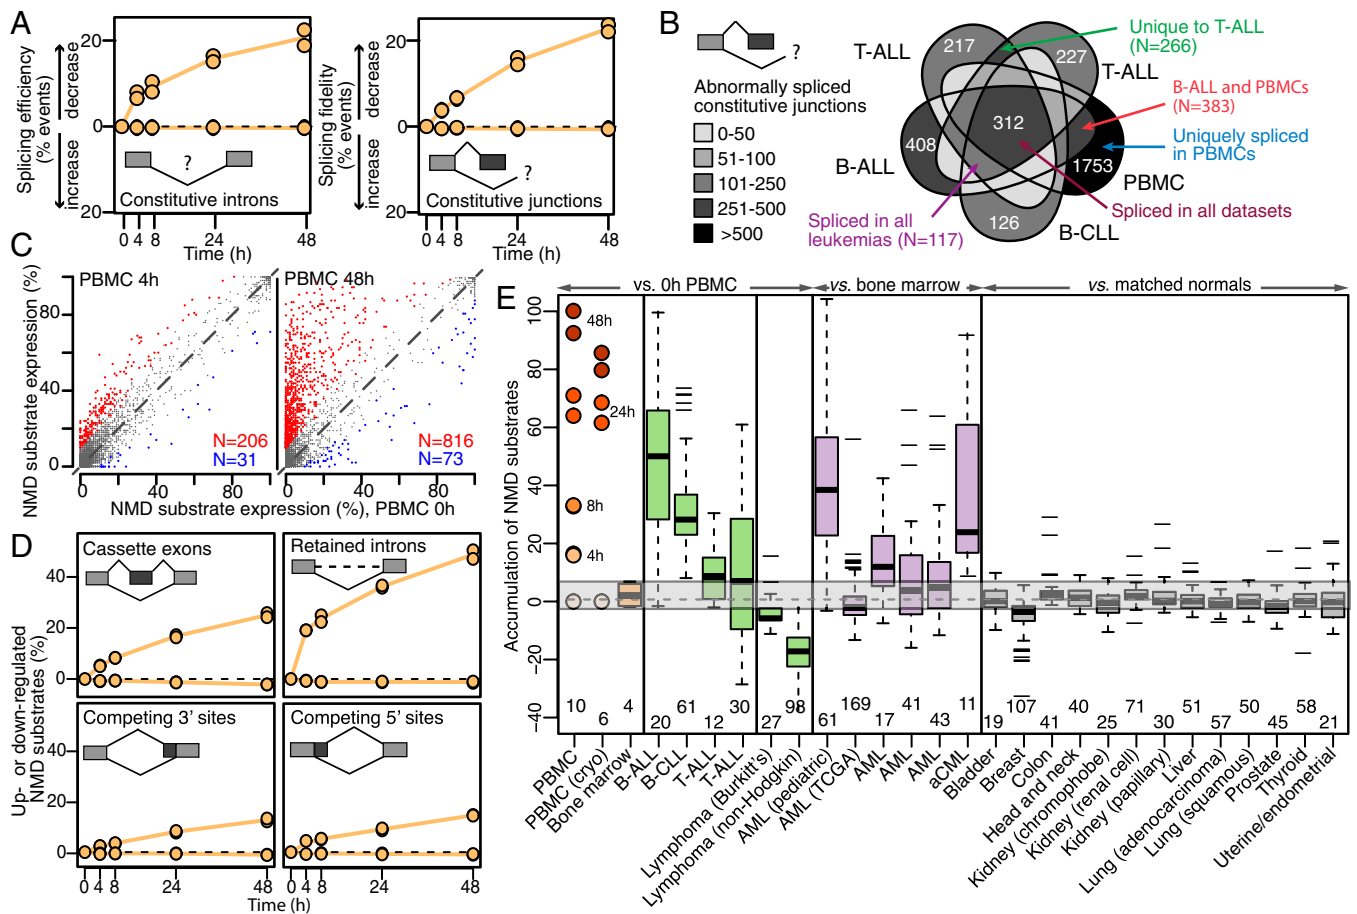 A
Splicing efficiency
(% events)
increase
decrease
20
0
20
?
Constitutive introns
0 4 8 24 48
Time (h)
Splicing fidelity
(% events)
increase
decrease
20
0
20
?
Constitutive junctions
0 4 8 24 48
Time (h)
B
?
Abnormally spliced
constitutive junctions
0-50
51-100
101-250
251-500
>500
T-ALL
217
227
T-ALL
408
B-ALL
312
1753
PBMC
126
B-CLL
Unique to T-ALL
(N=266)
B-ALL and PBMCs
(N=383)
Uniquely spliced
in PBMCs
Spliced in all datasets
Spliced in all
leukemias (N=117)
C
NMD substrate expression (%)
80
40
0
PBMC 4h
N=206
N=31
0 40 80
PBMC 48h
N=816
N=73
0 40 80
NMD substrate expression (%), PBMC 0h
D
Up- or down-regulated
NMD substrates (%)
Cassette exons
40
20
0
Retained introns
Competing 3’ sites
40
20
0
Competing 5’ sites
0 4 8 24 48
0 4 8 24 48
Time (h)
E
vs. 0h PBMC
vs. bone marrow
vs. matched normals
Accumulation of NMD substrates
100
80
60
40
20
0
−20
−40
48h
24h
8h
4h
10 6 4 20 61 12 30 27 98 61 169 17 41 43 11 19 107 41 40 25 71 30 51 57 50 45 58 21
PBMC
PBMC (cryo)
Bone marrow
B-ALL
B-CLL
T-ALL
T-ALL
Lymphoma (Burkitt's)
Lymphoma (non-Hodgkin)
AML (pediatric)
AML (TCGA)
AML
AML
AML
aCML
Bladder
Breast
Colon
Head and neck
Kidney (chromophobe)
Kidney (renal cell)
Kidney (papillary)
Liver
Lung (adenocarcinoma)
Lung (squamous)
Prostate
Thyroid
Uterine/endometrial